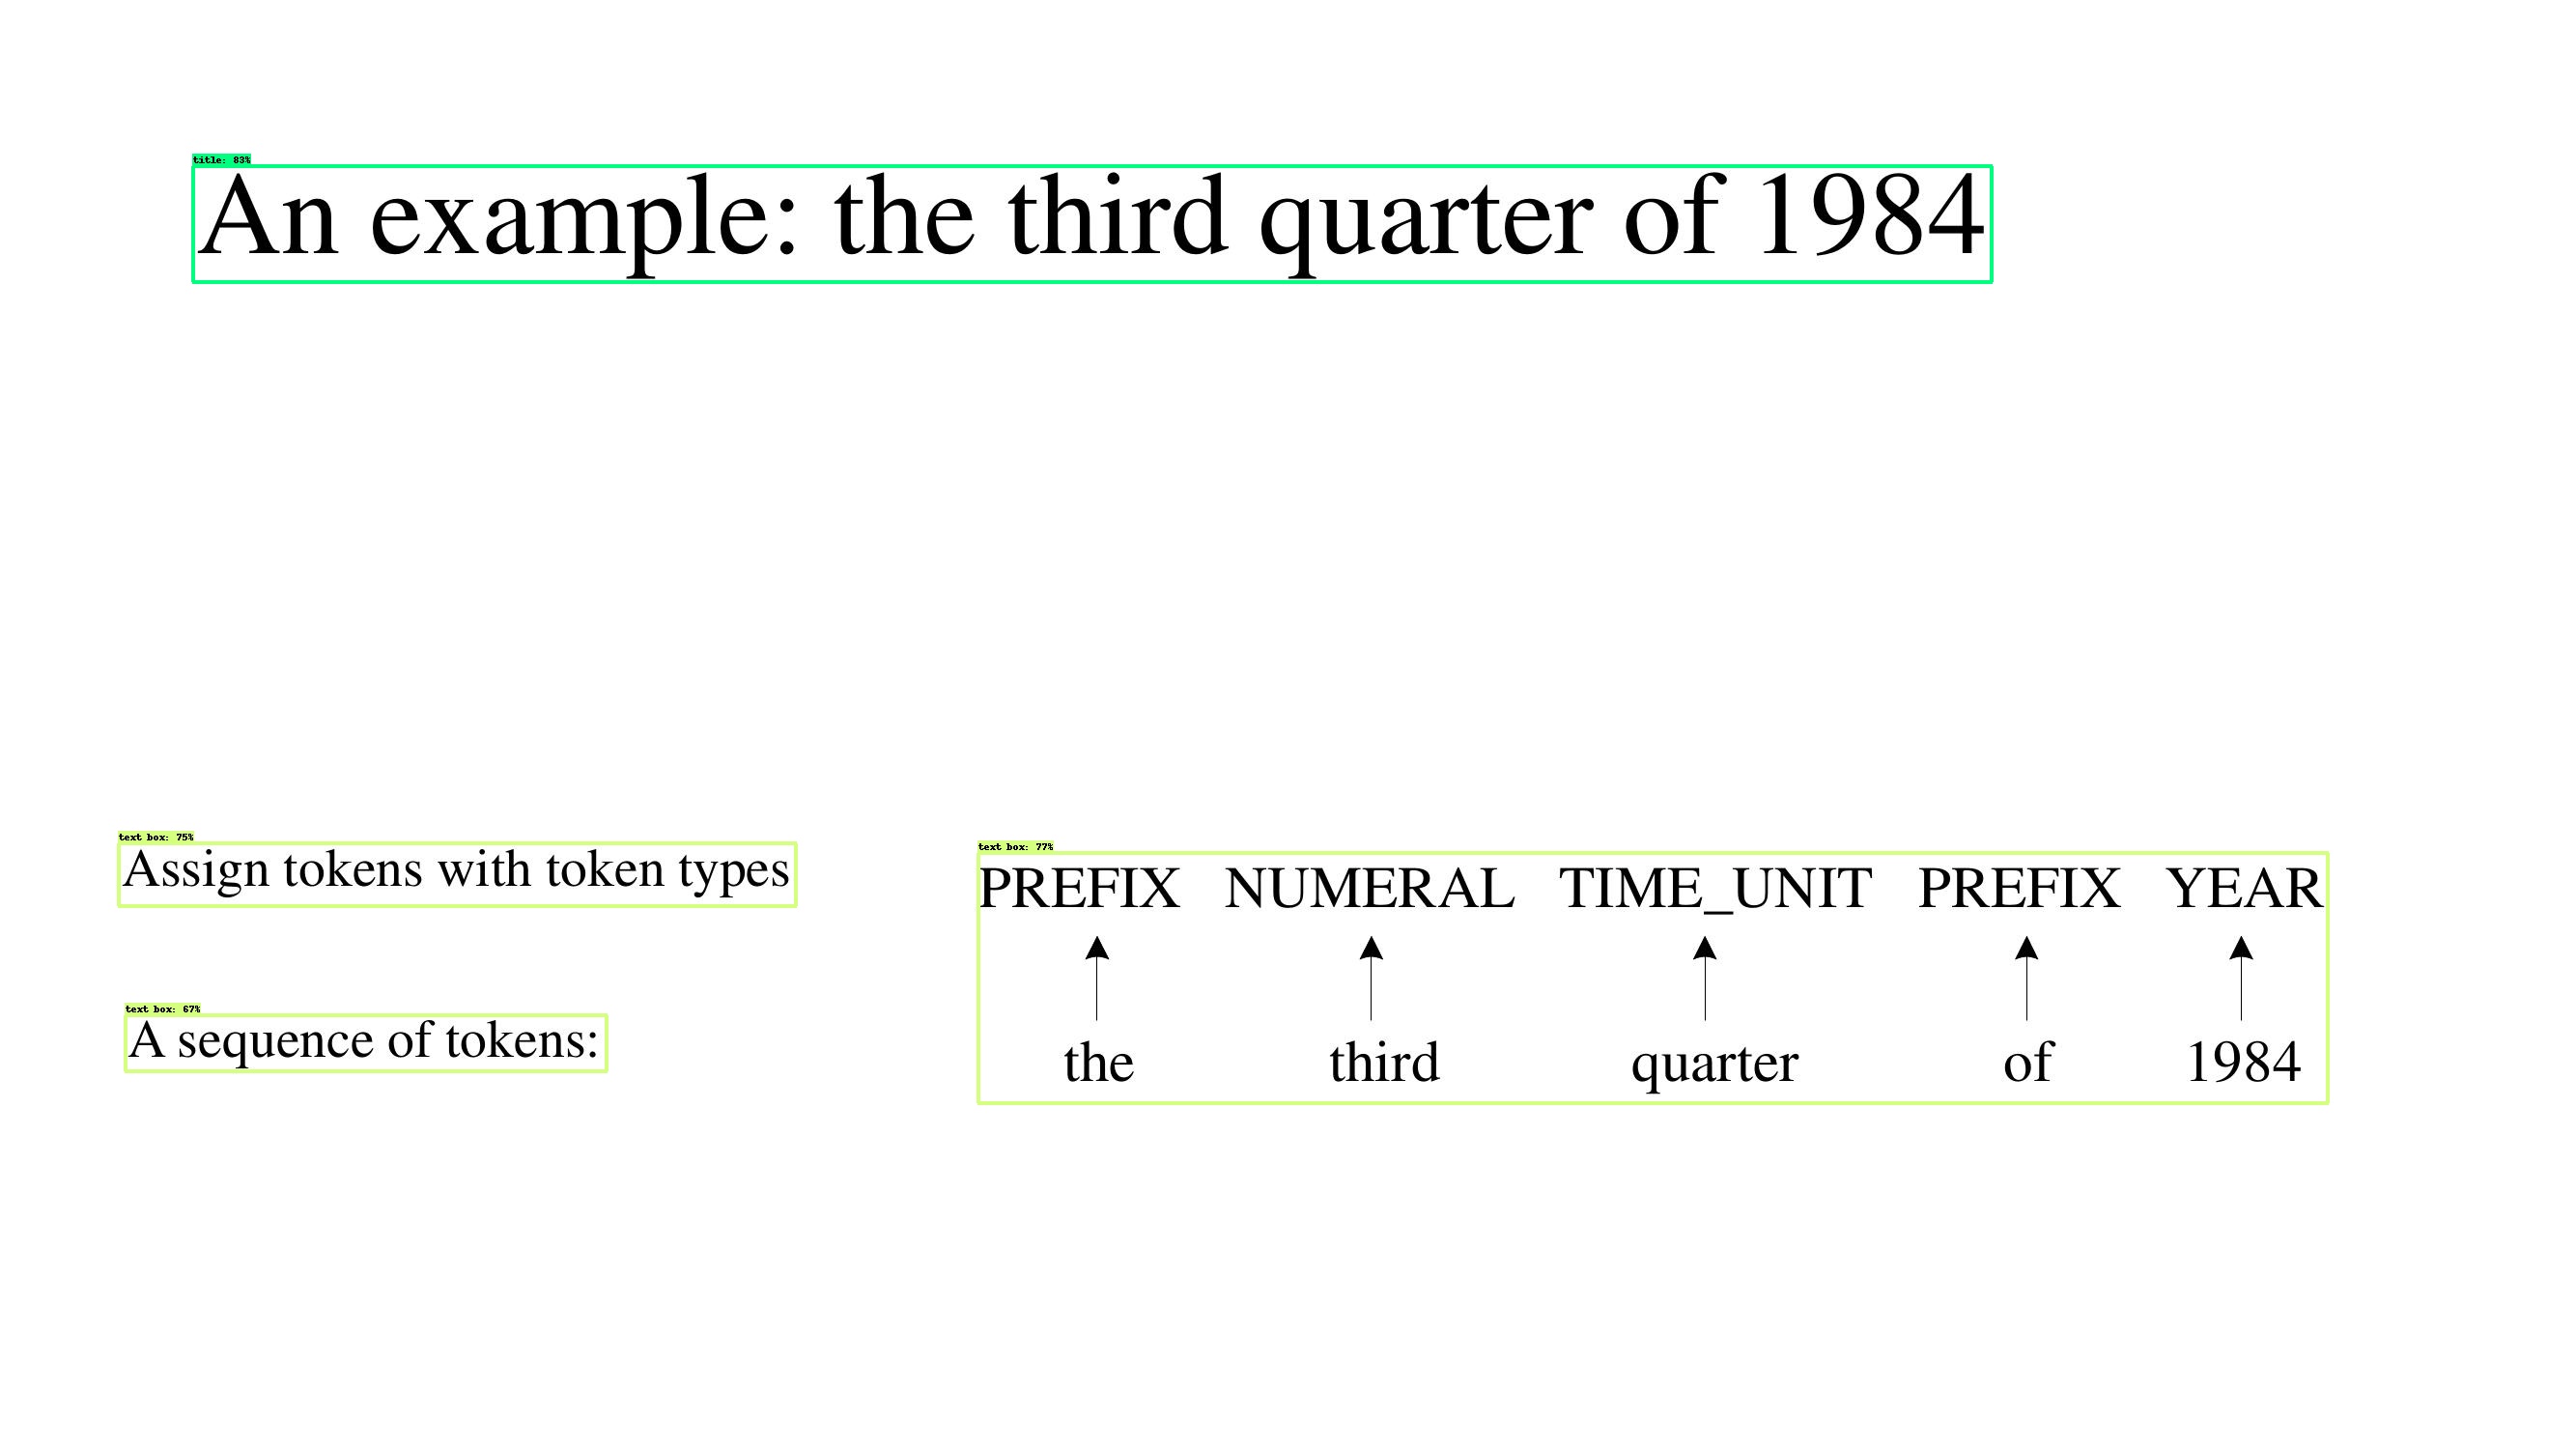 title: 83%
An example: the third quarter of 1984
text box: 75%
Assign tokens with token types
text box: 77%
PREFIX NUMERAL TIME_UNIT PREFIX YEAR
text box: 67%
A sequence of tokens:
the third quarter of 1984